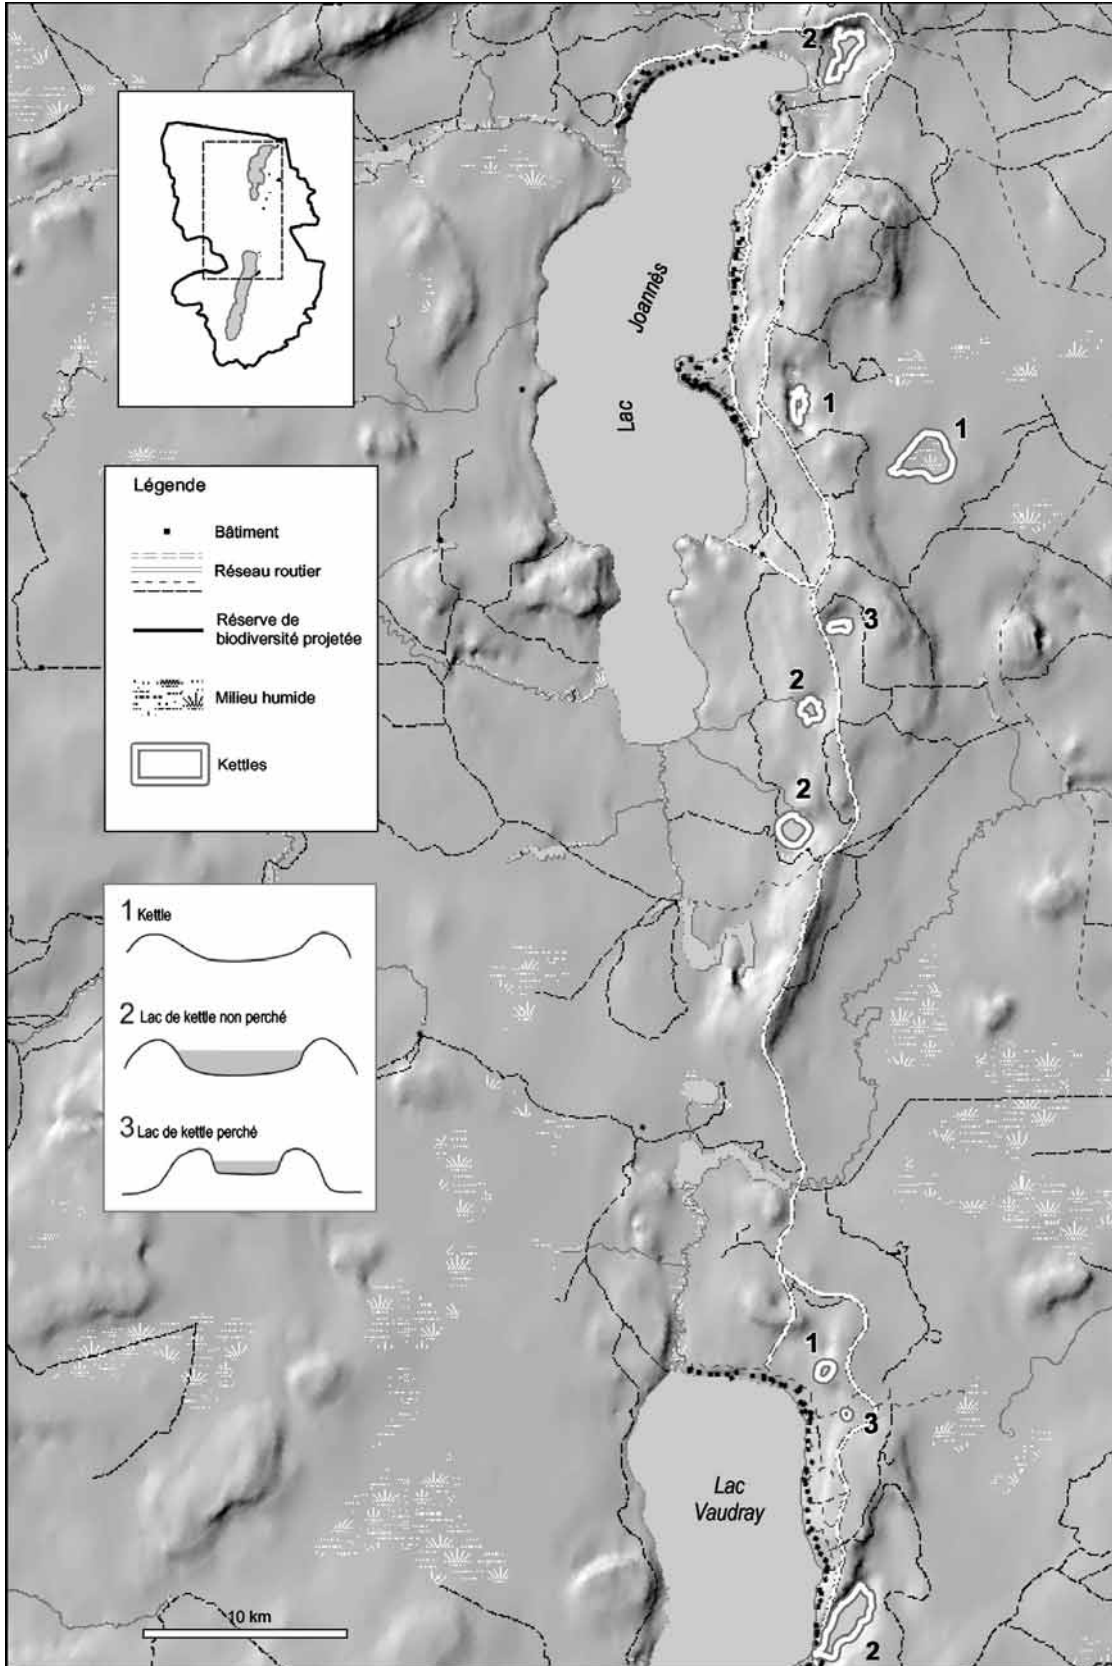 2
Lac Joannès
1
1
Légende
Bâtiment
Réseau routier
Réserve de
biodiversité projetée
Milieu humide
Kettles
3
2
2
1 Kettle
2 Lac de kettle non perché
3 Lac de kettle perché
1
3
Lac
Vaudray
10 km
2